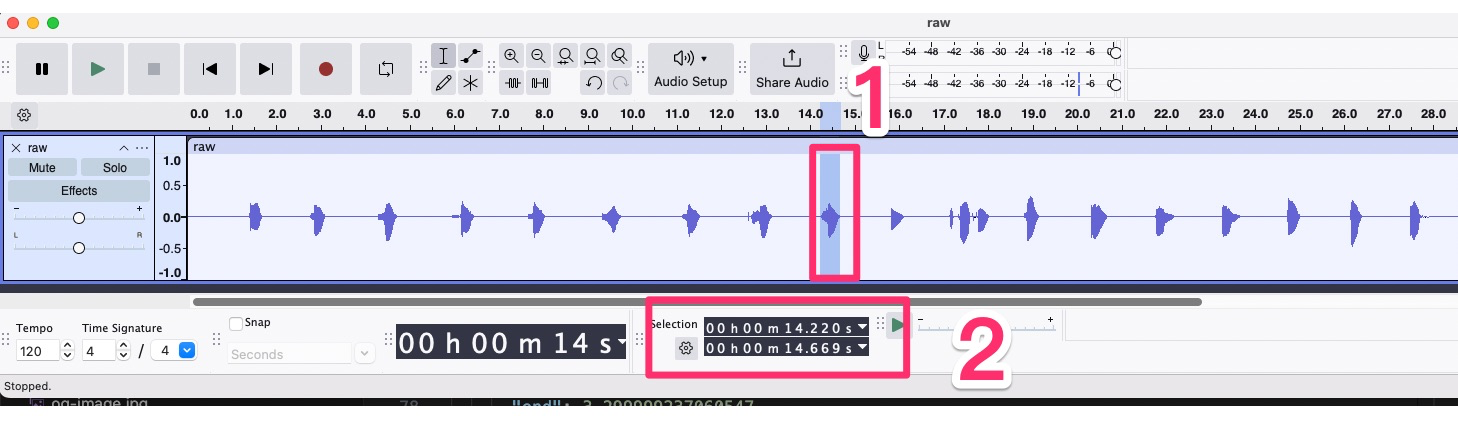 raw
Audio Setup
Share Audio
L
R
-54 -48 -42 -36 -30 -24 -18 -12 -6 0
-54 -48 -42 -36 -30 -24 -18 -12 -6 0
1
0.0 1.0 2.0 3.0 4.0 5.0 6.0 7.0 8.0 9.0 10.0 11.0 12.0 13.0 14.0 15.0 16.0 17.0 18.0 19.0 20.0 21.0 22.0 23.0 24.0 25.0 26.0 27.0 28.0
raw
raw
Mute
Solo
Effects
- +
L R
1.0
0.5
0.0
-0.5
-1.0
Tempo
120
Time Signature
4 / 4
Snap
Seconds
00 h 00 m 14 s
Selection
00 h 00 m 14.220 s
00 h 00 m 14.669 s
- +
2
Stopped.
og-image.jpg
78
"end": 3.299999237060547